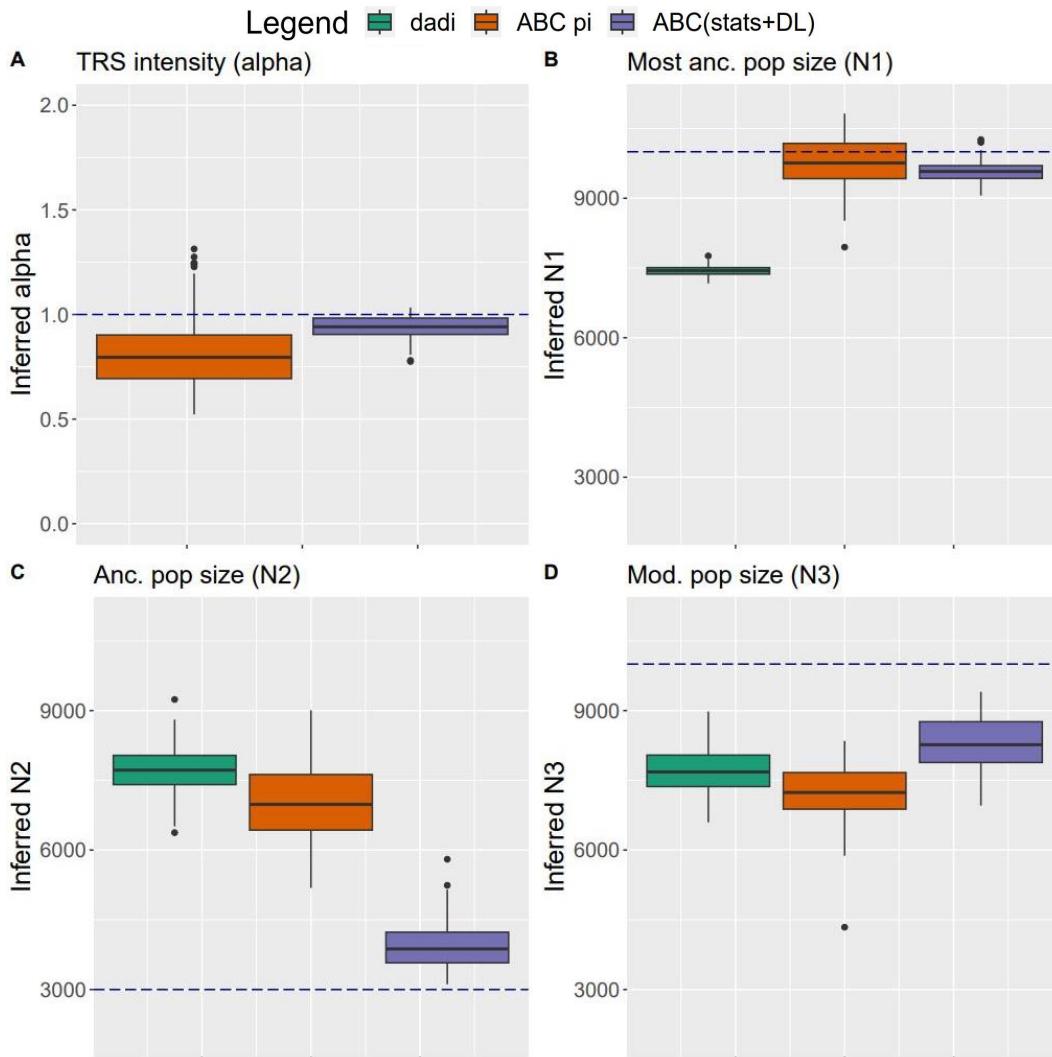 Legend dadi ABC pi ABC(stats+DL)
A TRS intensity (alpha)
2.0
1.5
1.0
0.5
0.0
Inferred alpha
B Most anc. pop size (N1)
9000
6000
3000
Inferred N1
C Anc. pop size (N2)
9000
6000
3000
Inferred N2
D Mod. pop size (N3)
9000
6000
3000
Inferred N3